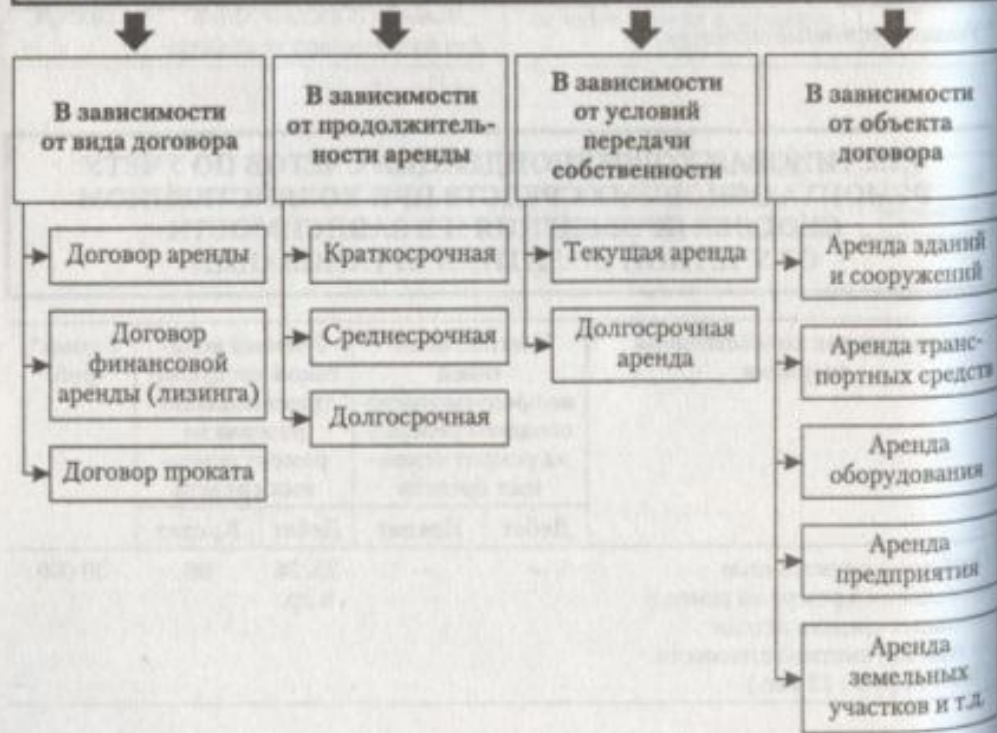 В зависимости
от вида договора
Договор аренды
Договор
финансовой
аренды (лизинга)
Договор проката
В зависимости
от продолжитель-
ности аренды
Краткосрочная
Среднесрочная
Долгосрочная
В зависимости
от условий
передачи
собственности
Текущая аренда
Долгосрочная
аренда
В зависимости
от объекта
договора
Аренда зданий
и сооружений
Аренда транс-
портных средств
Аренда
оборудования
Аренда
предприятия
Аренда
земельных
участков и т.д.